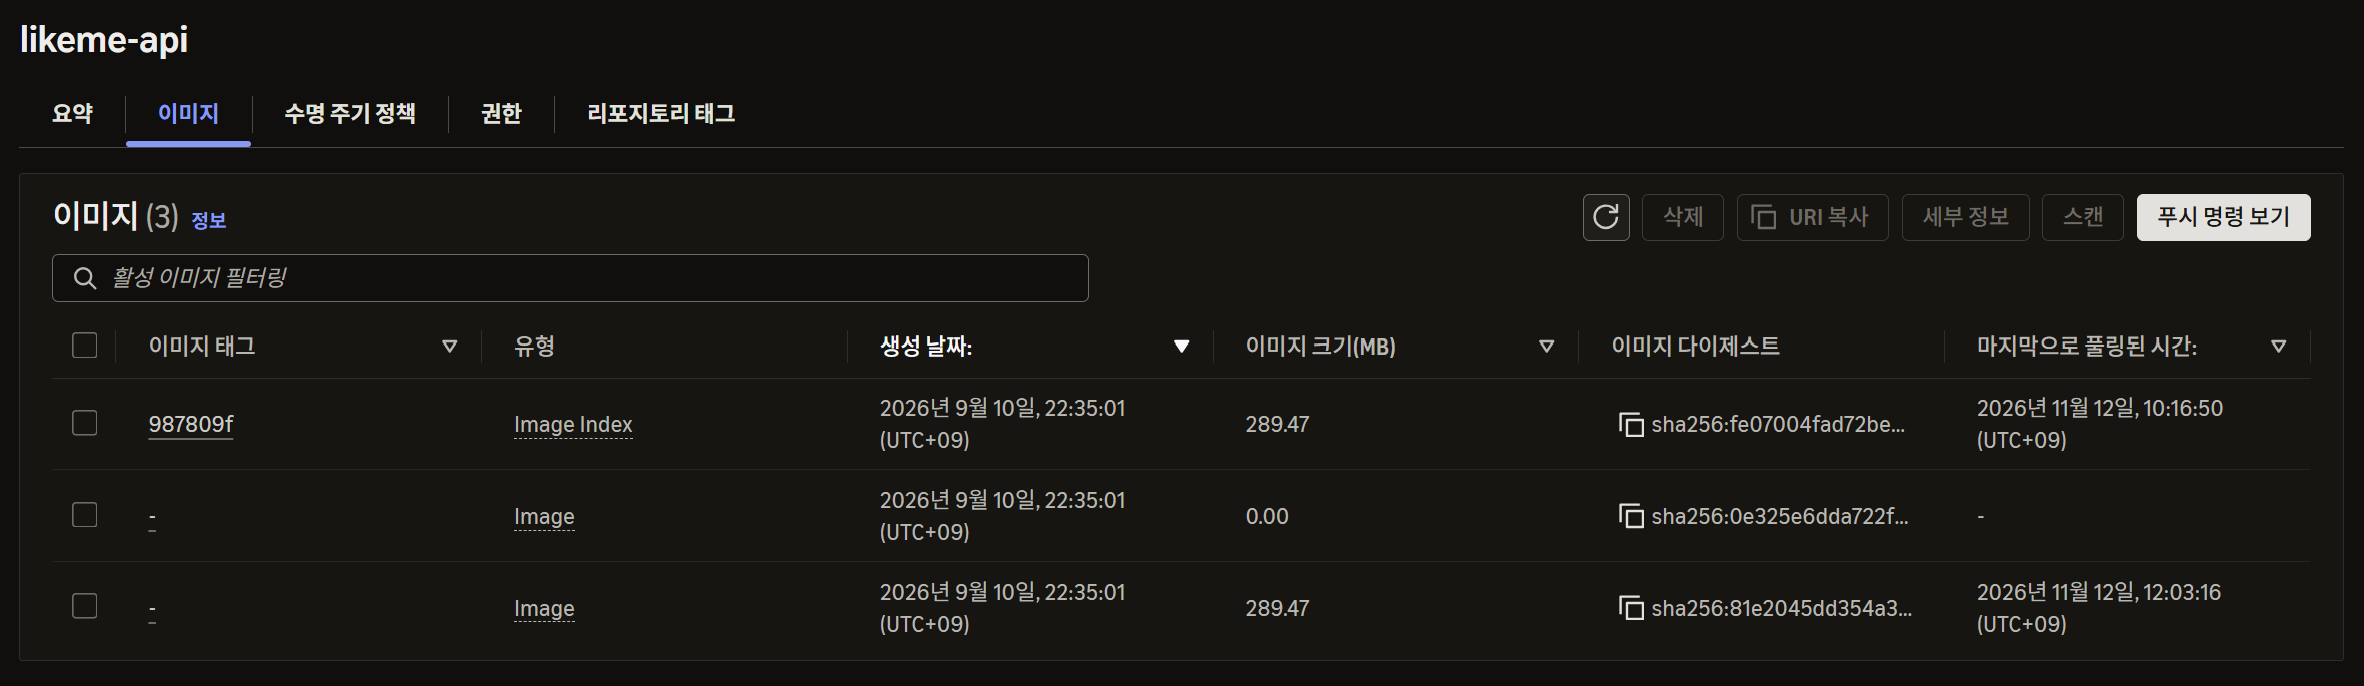 likeme-api
요약 이미지 수명 주기 정책 권한 리포지토리 태그
이미지 (3) 정보 삭제 URI 복사 세부 정보 스캔 푸시 명령 보기
활성 이미지 필터링
이미지 태그 유형 생성 날짜: 이미지 크기(MB) 이미지 다이제스트 마지막으로 풀링된 시간:
987809f Image Index 2026년 9월 10일, 22:35:01 (UTC+09) 289.47 sha256:fe07004fad72be... 2026년 11월 12일, 10:16:50 (UTC+09)
- Image 2026년 9월 10일, 22:35:01 (UTC+09) 0.00 sha256:0e325e6dda722f... -
- Image 2026년 9월 10일, 22:35:01 (UTC+09) 289.47 sha256:81e2045dd354a3... 2026년 11월 12일, 12:03:16 (UTC+09)